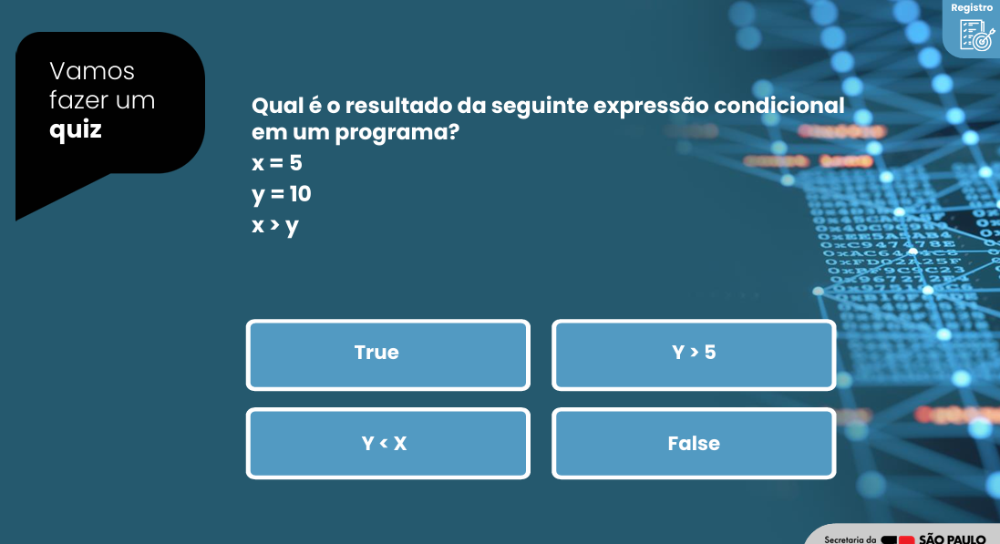 Registro
Vamos
fazer um
quiz
Qual é o resultado da seguinte expressão condicional
em um programa?
x = 5
y = 10
x > y
True
Y > 5
Y < X
False
Secretaria da
SÃO PAULO